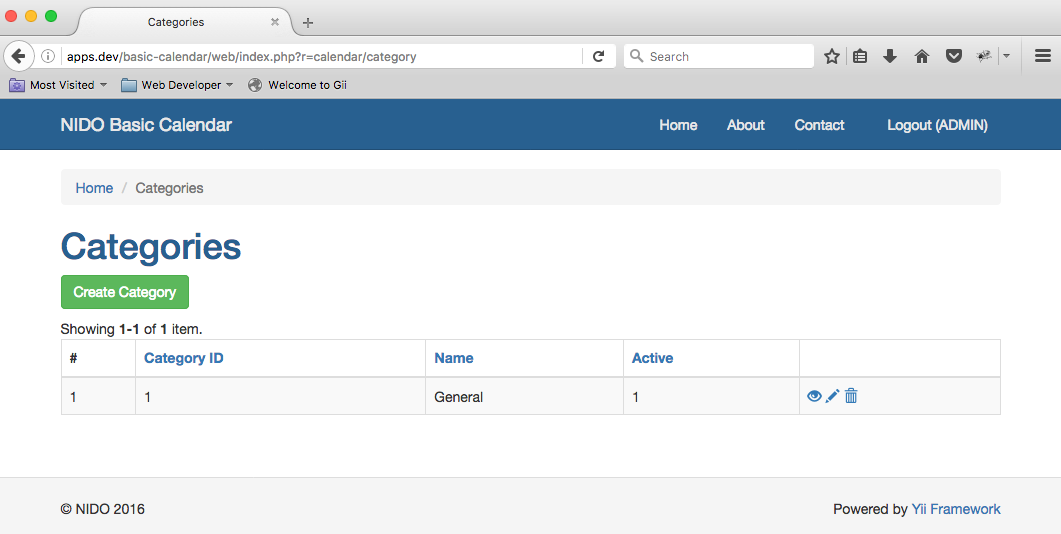 Categories
apps.dev/basic-calendar/web/index.php?r=calendar/category
Search
Most Visited Web Developer Welcome to Gii
NIDO Basic Calendar Home About Contact Logout (ADMIN)
Home / Categories
Categories
Create Category
Showing 1-1 of 1 item.
# Category ID Name Active
1 1 General 1
© NIDO 2016 Powered by Yii Framework